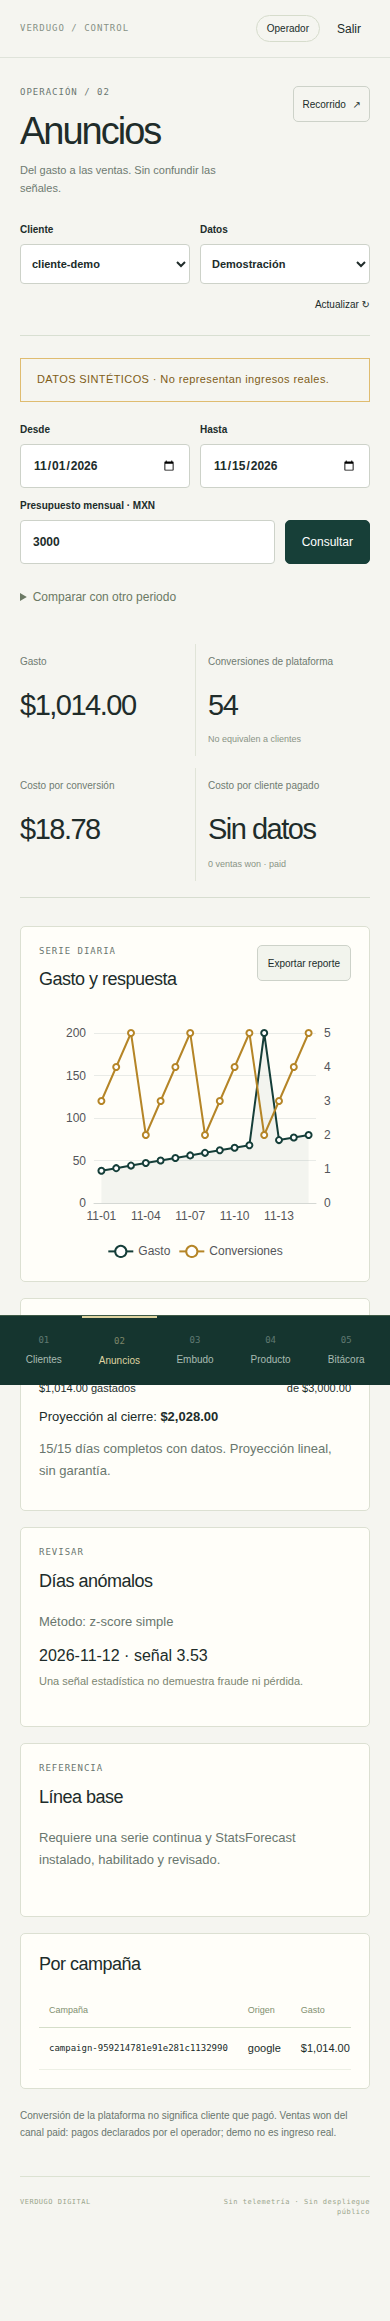 VERDUGO / CONTROL
Operador
Salir
OPERACIÓN / 02
Anuncios
Recorrido ↗
Del gasto a las ventas. Sin confundir las
señales.
Cliente
Datos
cliente-demo
Demostración
Actualizar ↻
DATOS SINTÉTICOS · No representan ingresos reales.
Desde
Hasta
11/01/2026
11/15/2026
Presupuesto mensual · MXN
3000
Consultar
▶ Comparar con otro periodo
Gasto
Conversiones de plataforma
$1,014.00
54
No equivalen a clientes
Costo por conversión
Costo por cliente pagado
$18.78
Sin datos
0 ventas won · paid
SERIE DIARIA
Gasto y respuesta
Exportar reporte
200
150
100
50
0
5
4
3
2
1
0
11-01
11-04
11-07
11-10
11-13
Gasto
Conversiones
01
Clientes
02
Anuncios
03
Embudo
04
Producto
05
Bitácora
$1,014.00 gastados
de $3,000.00
Proyección al cierre: $2,028.00
15/15 días completos con datos. Proyección lineal,
sin garantía.
REVISAR
Días anómalos
Método: z-score simple
2026-11-12 · señal 3.53
Una señal estadística no demuestra fraude ni pérdida.
REFERENCIA
Línea base
Requiere una serie continua y StatsForecast
instalado, habilitado y revisado.
Por campaña
Campaña
Origen
Gasto
campaign-959214781e91e281c1132990
google
$1,014.00
Conversión de la plataforma no significa cliente que pagó. Ventas won del
canal paid: pagos declarados por el operador; demo no es ingreso real.
VERDUGO DIGITAL
Sin telemetría · Sin despliegue
público